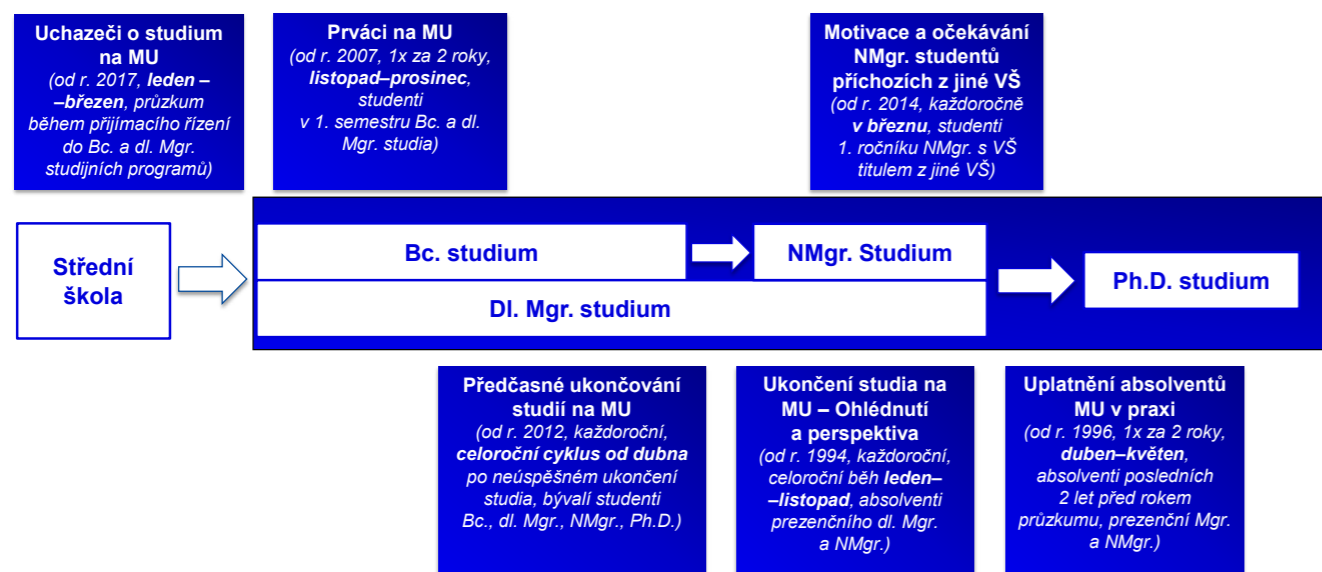 Uchazeči o studium
na MU
(od r. 2017, leden –
–březen, průzkum
během přijímacího řízení
do Bc. a dl. Mgr.
studijních programů)
Prváci na MU
(od r. 2007, 1x za 2 roky,
listopad–prosinec,
studenti
v 1. semestru Bc. a dl.
Mgr. studia)
Motivace a očekávání
NMgr. studentů
příchozích z jiné VŠ
(od r. 2014, každoročně
v březnu, studenti
1. ročníku NMgr. s VŠ
titulem z jiné VŠ)
Střední
škola
Bc. studium
NMgr. Studium
Dl. Mgr. studium
Ph.D. studium
Předčasné ukončování
studií na MU
(od r. 2012, každoroční,
celoroční cyklus od dubna
po neúspěšném ukončení
studia, bývalí studenti
Bc., dl. Mgr., NMgr., Ph.D.)
Ukončení studia na
MU – Ohlédnutí
a perspektiva
(od r. 1994, každoroční,
celoroční běh leden–
–listopad, absolventi
prezenčního dl. Mgr.
a NMgr.)
Uplatnění absolventů
MU v praxi
(od r. 1996, 1x za 2 roky,
duben–květen,
absolventi posledních
2 let před rokem
průzkumu, prezenční Mgr.
a NMgr.)